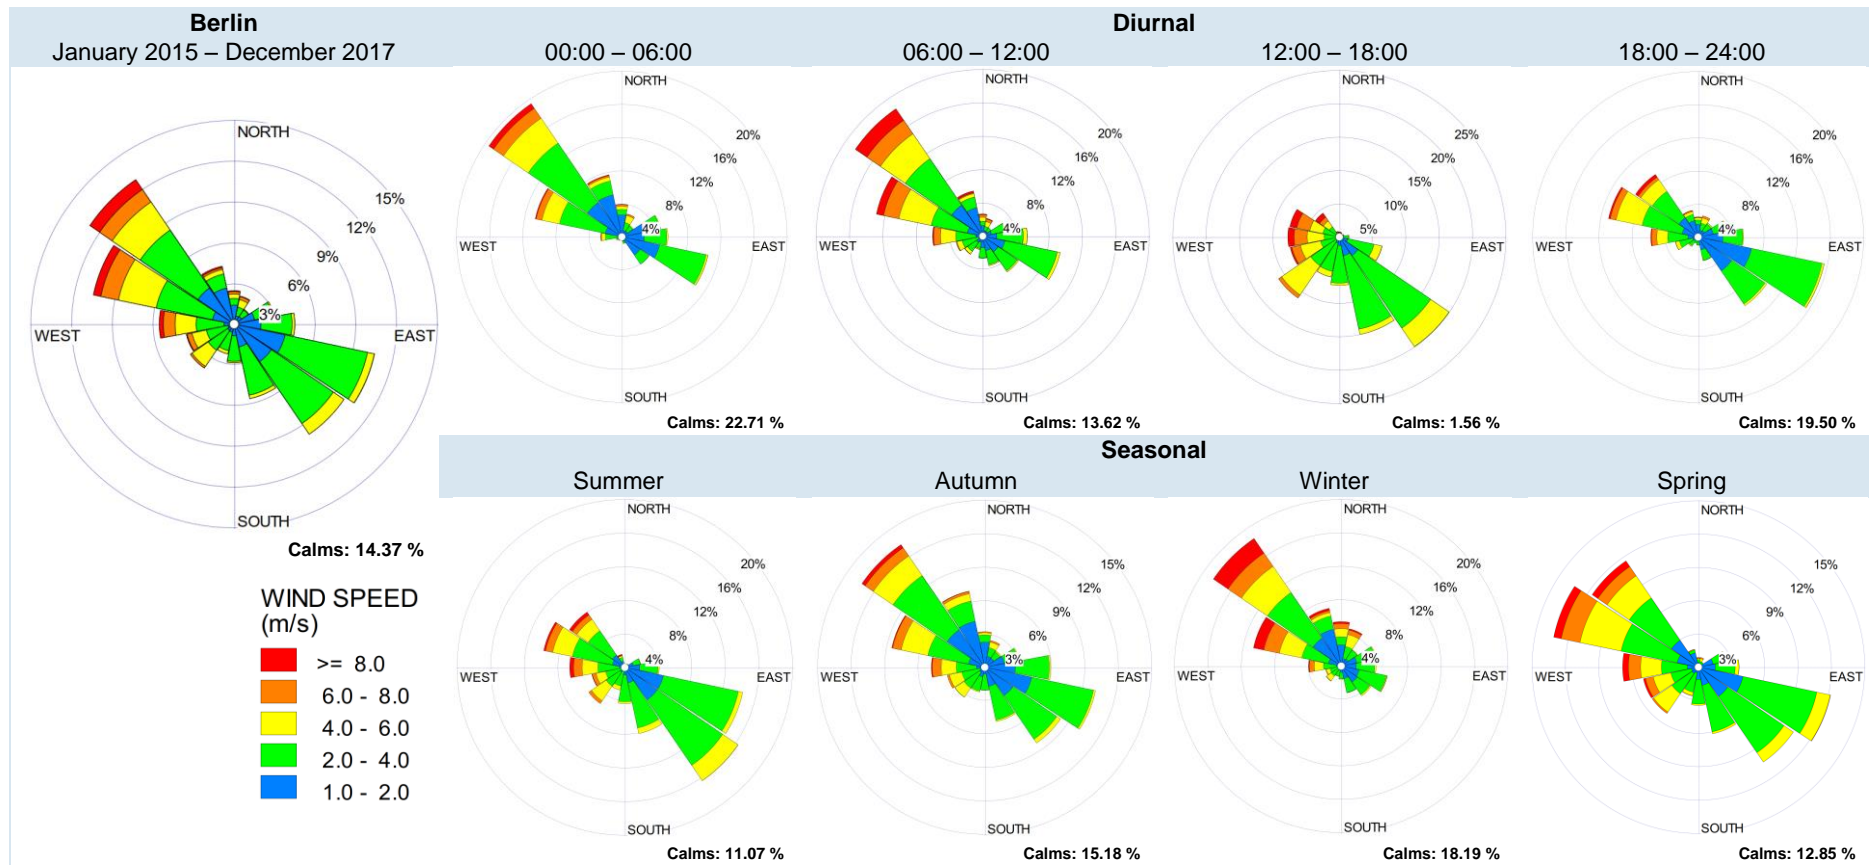 Berlin
January 2015 – December 2017
NORTH
15%
12%
9%
6%
3%
WEST
EAST
SOUTH
Calms: 14.37 %
WIND SPEED
(m/s)
>= 8.0
6.0 - 8.0
4.0 - 6.0
2.0 - 4.0
1.0 - 2.0
Diurnal
00:00 – 06:00
NORTH
20%
16%
12%
8%
4%
WEST
EAST
SOUTH
Calms: 22.71 %
06:00 – 12:00
NORTH
20%
16%
12%
8%
4%
WEST
EAST
SOUTH
Calms: 13.62 %
12:00 – 18:00
NORTH
25%
20%
15%
10%
5%
WEST
EAST
SOUTH
Calms: 1.56 %
18:00 – 24:00
NORTH
20%
16%
12%
8%
4%
WEST
EAST
SOUTH
Calms: 19.50 %
Seasonal
Summer
NORTH
20%
16%
12%
8%
4%
WEST
EAST
SOUTH
Calms: 11.07 %
Autumn
NORTH
15%
12%
9%
6%
3%
WEST
EAST
SOUTH
Calms: 15.18 %
Winter
NORTH
20%
16%
12%
8%
4%
WEST
EAST
SOUTH
Calms: 18.19 %
Spring
NORTH
15%
12%
9%
6%
3%
WEST
EAST
SOUTH
Calms: 12.85 %